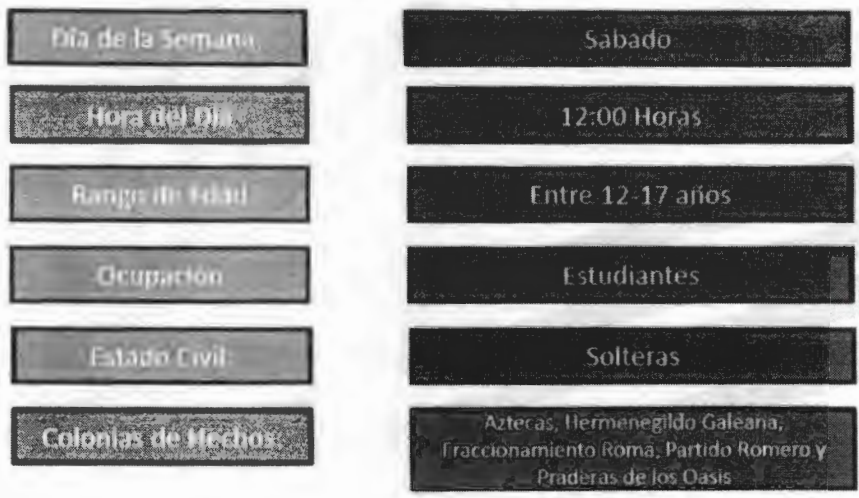 Día de la Semana
Sábado
Hora del Día
12:00 Horas
Rango de Edad
Entre 12-17 años
Ocupación
Estudiantes
Estado Civil
Solteras
Colonias de Hechos
Aztecas, Hermenegildo Galeana,
Fraccionamiento Roma, Partido Romero y
Praderas de los Oasis